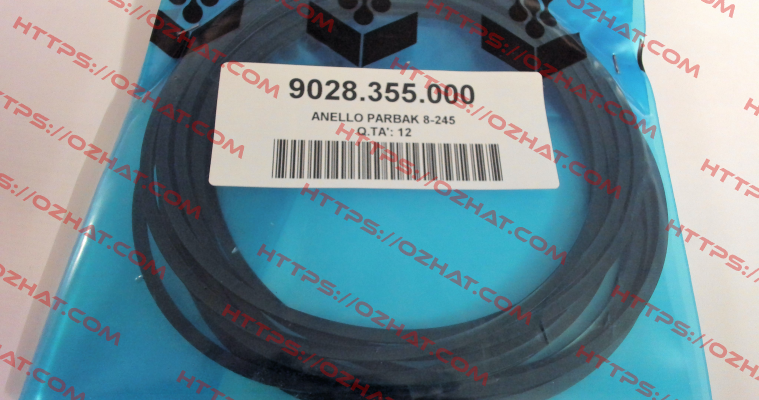 9028.355.000
ANELLO PARBAK 8-245
Q.TA': 12
HTTPS://OZHAT.COM